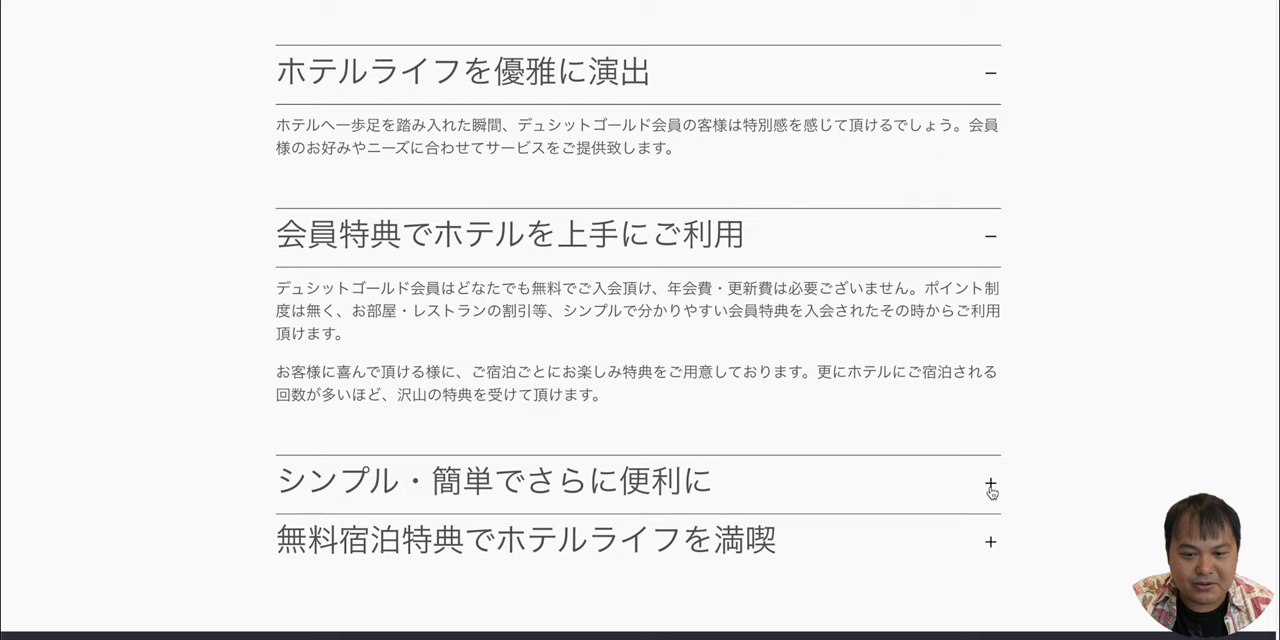 ホテルライフを優雅に演出
ホテルへ一歩足を踏み入れた瞬間、デュシットゴールド会員の客様は特別感を感じて頂けるでしょう。会員
様のお好みやニーズに合わせてサービスをご提供致します。
会員特典でホテルを上手にご利用
デュシットゴールド会員はどなたでも無料でご入会頂け、年会費・更新費は必要ございません。ポイント制
度は無く、お部屋・レストランの割引等、シンプルで分かりやすい会員特典を入会されたその時からご利用
頂けます。
お客様に喜んで頂ける様に、ご宿泊ごとにお楽しみ特典をご用意しております。更にホテルにご宿泊される
回数が多いほど、沢山の特典を受けて頂けます。
シンプル・簡単でさらに便利に
無料宿泊特典でホテルライフを満喫